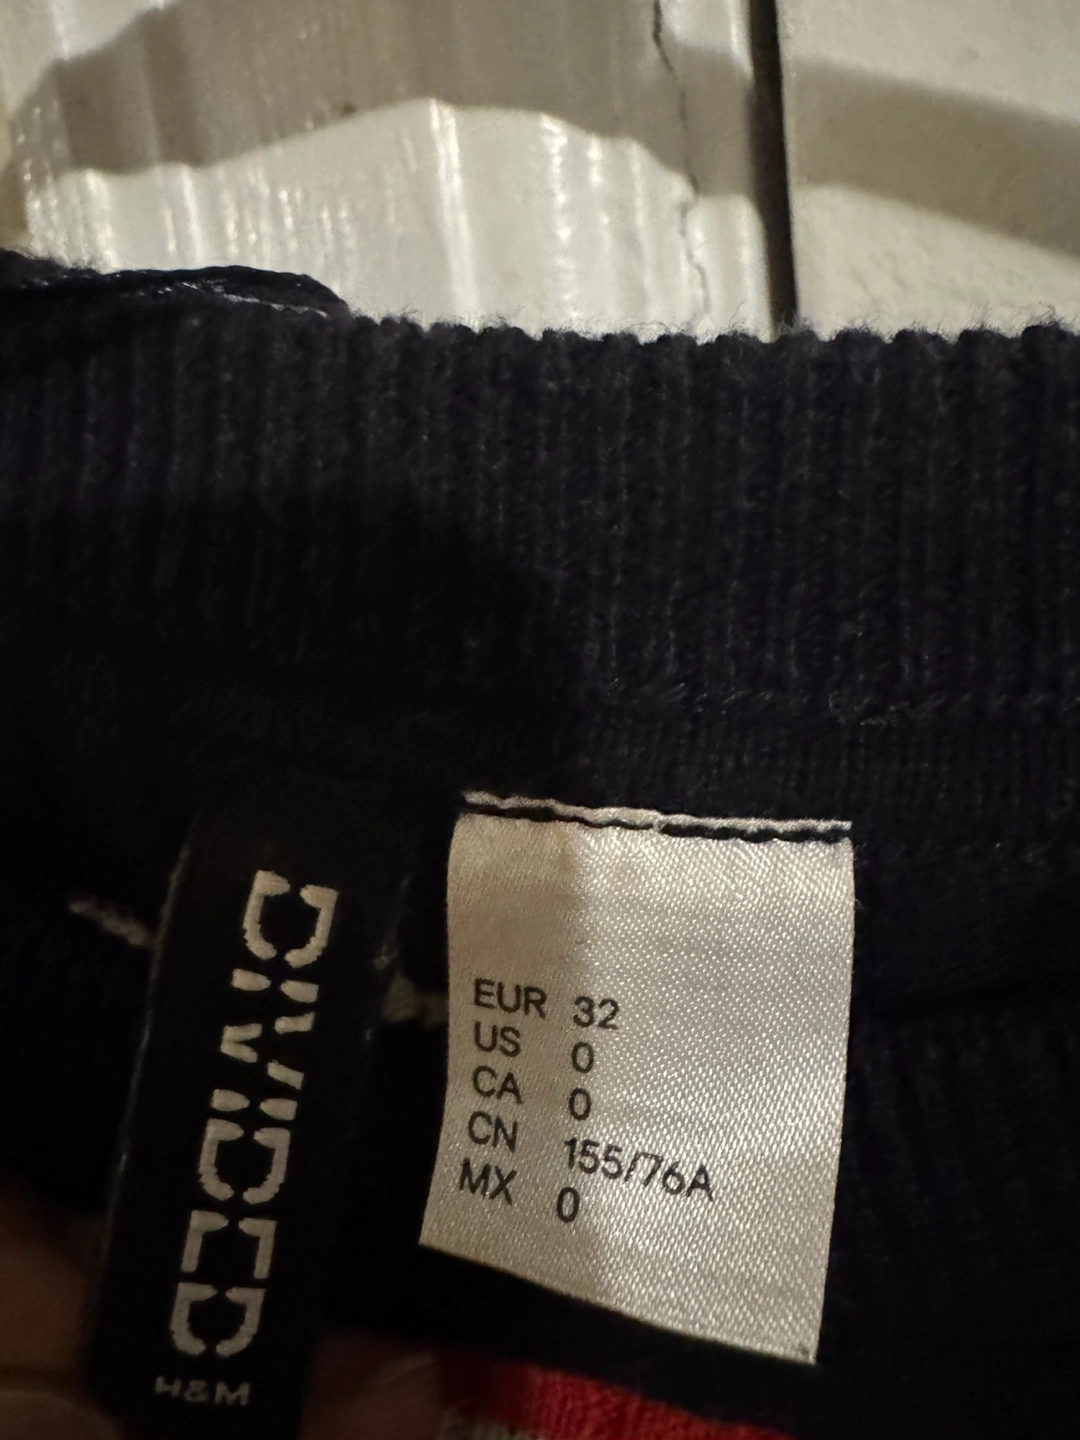 DIVIDED
H&M
EUR 32
US 0
CA 0
CN 155/76A
MX 0